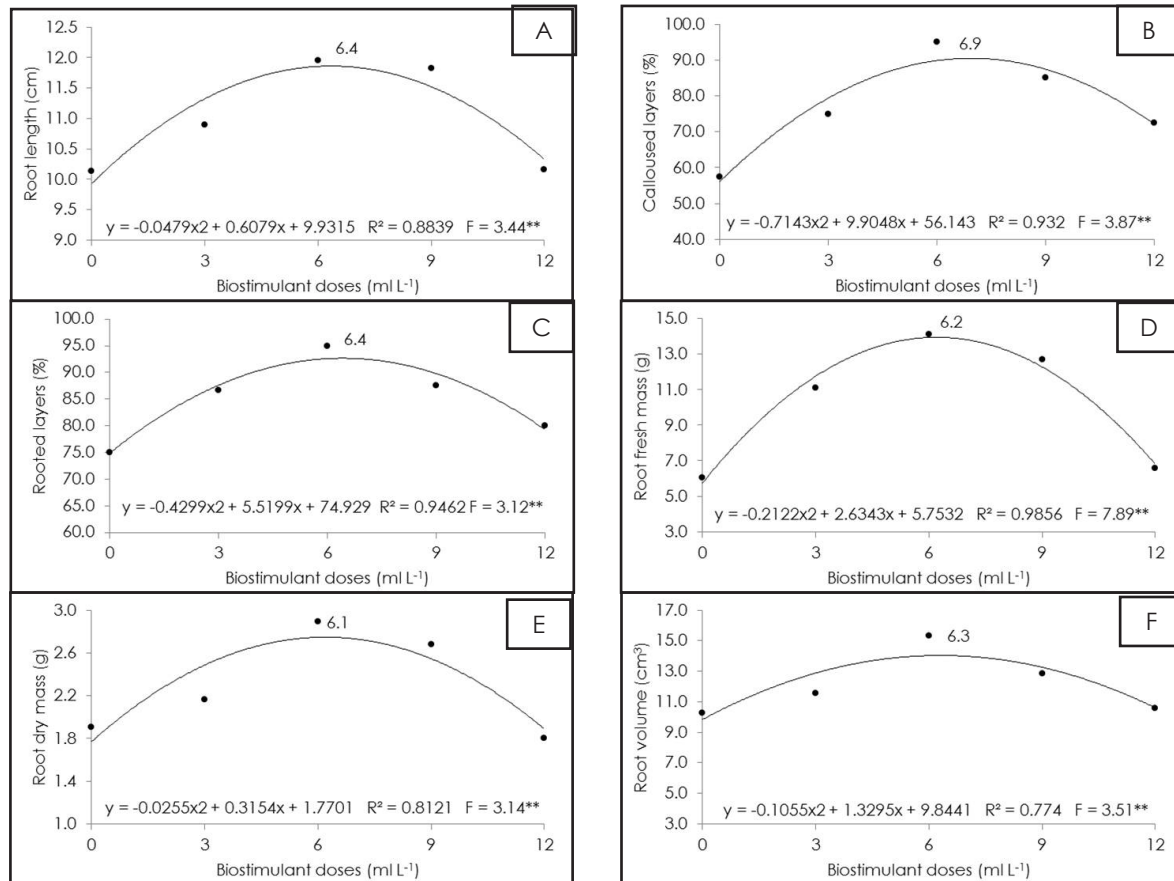 A
Root length (cm)
12.5
12.0
11.5
11.0
10.5
10.0
9.5
9.0
6.4
y = -0.0479x2 + 0.6079x + 9.9315 R² = 0.8839 F = 3.44**
0 3 6 9 12
Biostimulant doses (ml L⁻¹)
B
Calloused layers (%)
100.0
90.0
80.0
70.0
60.0
50.0
40.0
6.9
y = -0.7143x2 + 9.9048x + 56.143 R² = 0.932 F = 3.87**
0 3 6 9 12
Biostimulant doses (ml L⁻¹)
C
Rooted layers (%)
100.0
95.0
90.0
85.0
80.0
75.0
70.0
65.0
60.0
6.4
y = -0.4299x2 + 5.5199x + 74.929 R² = 0.9462 F = 3.12**
0 3 6 9 12
Biostimulant doses (ml L⁻¹)
D
Root fresh mass (g)
15.0
13.0
11.0
9.0
7.0
5.0
3.0
6.2
y = -0.2122x2 + 2.6343x + 5.7532 R² = 0.9856 F = 7.89**
0 3 6 9 12
Biostimulant doses (ml L⁻¹)
E
Root dry mass (g)
3.0
2.6
2.2
1.8
1.4
1.0
6.1
y = -0.0255x2 + 0.3154x + 1.7701 R² = 0.8121 F = 3.14**
0 3 6 9 12
Biostimulant doses (ml L⁻¹)
F
Root volume (cm³)
17.0
15.0
13.0
11.0
9.0
7.0
5.0
3.0
6.3
y = -0.1055x2 + 1.3295x + 9.8441 R² = 0.774 F = 3.51**
0 3 6 9 12
Biostimulant doses (ml L⁻¹)